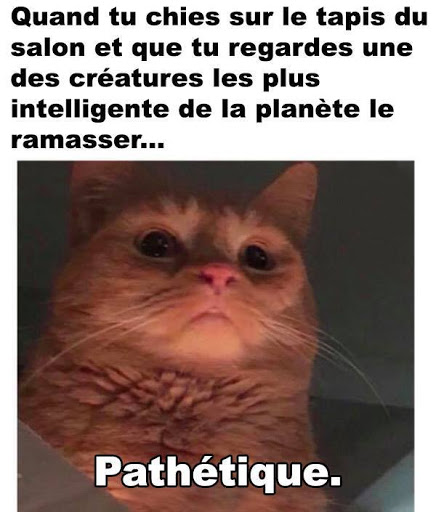 Quand tu chies sur le tapis du
salon et que tu regardes une
des créatures les plus
intelligente de la planète le
ramasser...
Pathétique.